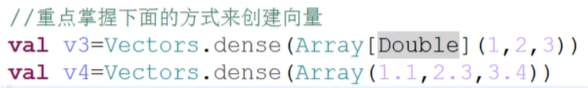 //重点掌握下面的方式来创建向量
val v3=Vectors.dense(Array[Double](1,2,3))
val v4=Vectors.dense(Array(1.1,2.3,3.4))